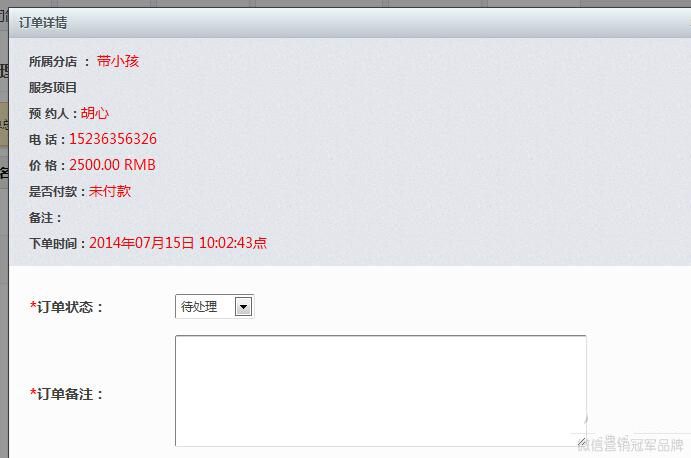 订单详情
所属分店 ： 带小孩
服务项目
预 约人：胡心
电 话：15236356326
价 格：2500.00 RMB
是否付款：未付款
备注：
下单时间：2014年07月15日 10:02:43点
*订单状态： 待处理
*订单备注：
微信营销冠军品牌